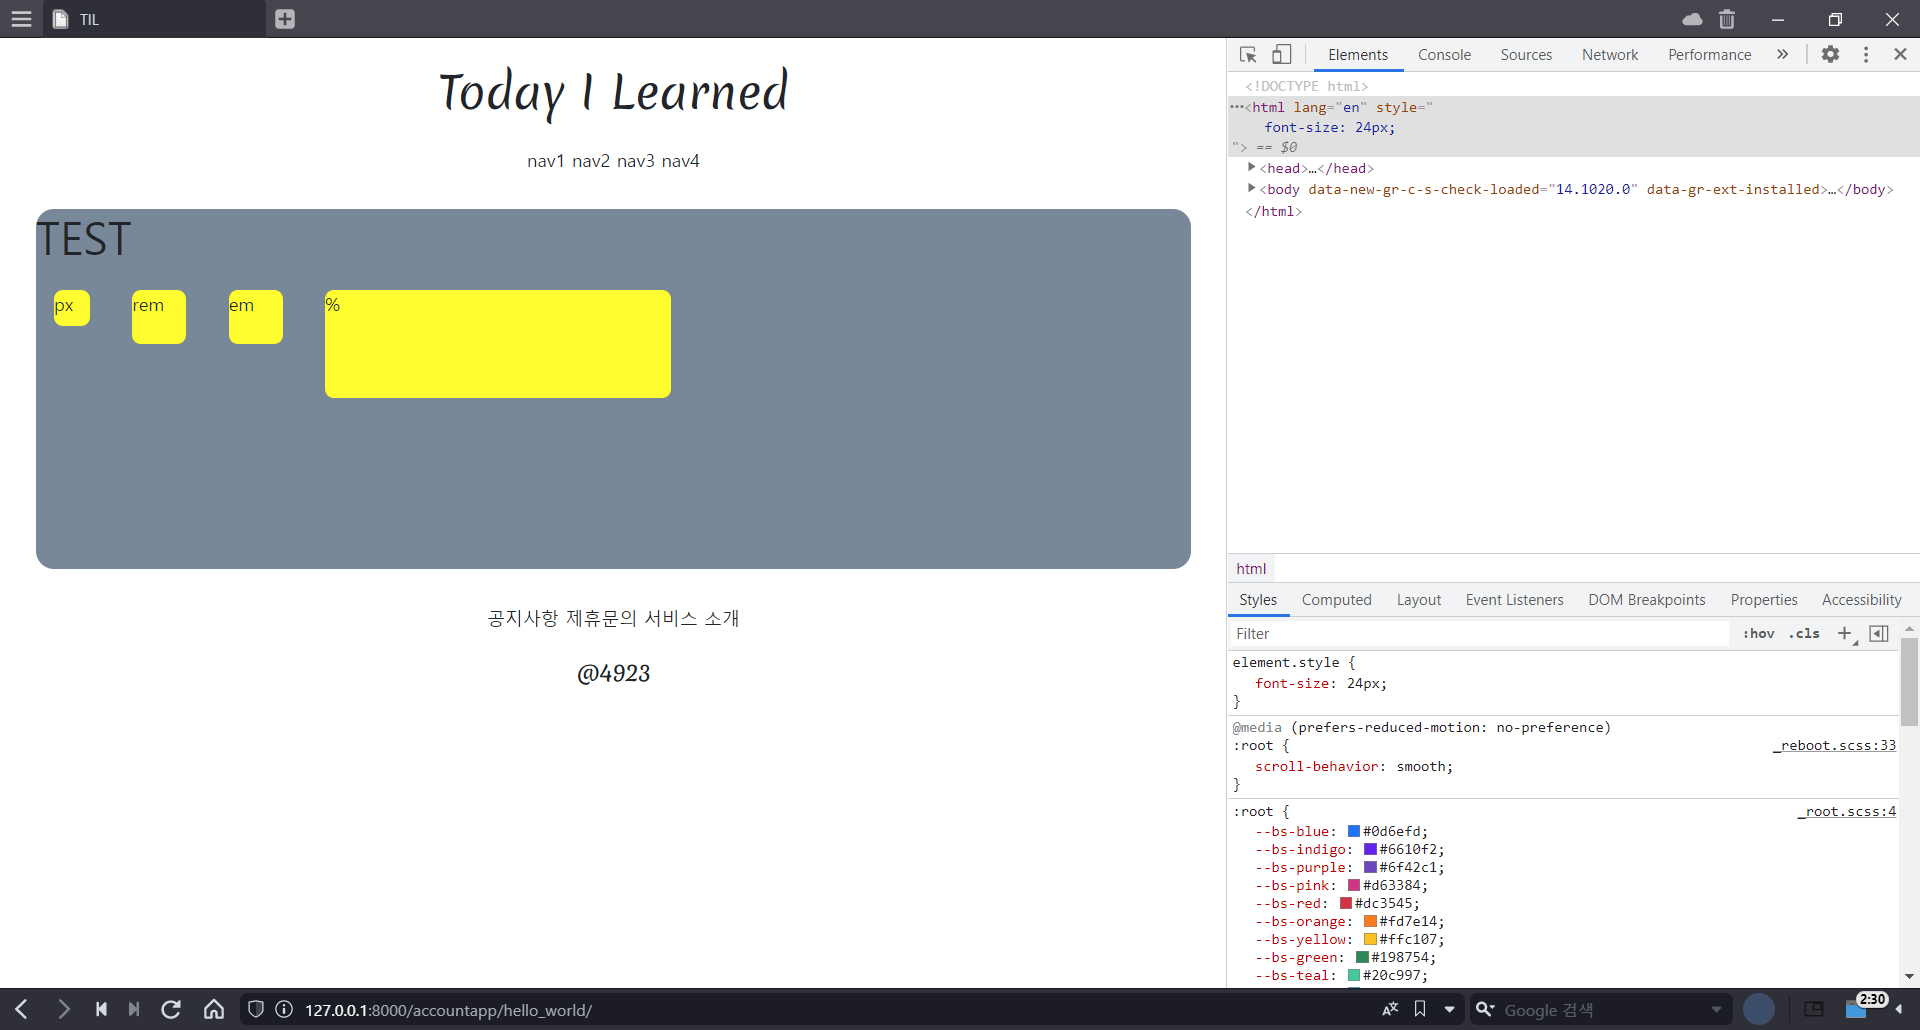 TIL
Today I Learned
nav1 nav2 nav3 nav4
TEST
px
rem
em
%
공지사항 제휴문의 서비스 소개
@4923
Elements Console Sources Network Performance »
<!DOCTYPE html>
⋯<html lang="en" style="
font-size: 24px;
"> == $0
<head>…</head>
<body data-new-gr-c-s-check-loaded="14.1020.0" data-gr-ext-installed>…</body>
</html>
html
Styles Computed Layout Event Listeners DOM Breakpoints Properties Accessibility
Filter :hov .cls +
element.style {
font-size: 24px;
}
@media (prefers-reduced-motion: no-preference)
:root { _reboot.scss:33
scroll-behavior: smooth;
}
:root { _root.scss:4
--bs-blue: #0d6efd;
--bs-indigo: #6610f2;
--bs-purple: #6f42c1;
--bs-pink: #d63384;
--bs-red: #dc3545;
--bs-orange: #fd7e14;
--bs-yellow: #ffc107;
--bs-green: #198754;
--bs-teal: #20c997;
127.0.0.1:8000/accountapp/hello_world/
Google 검색
2:30